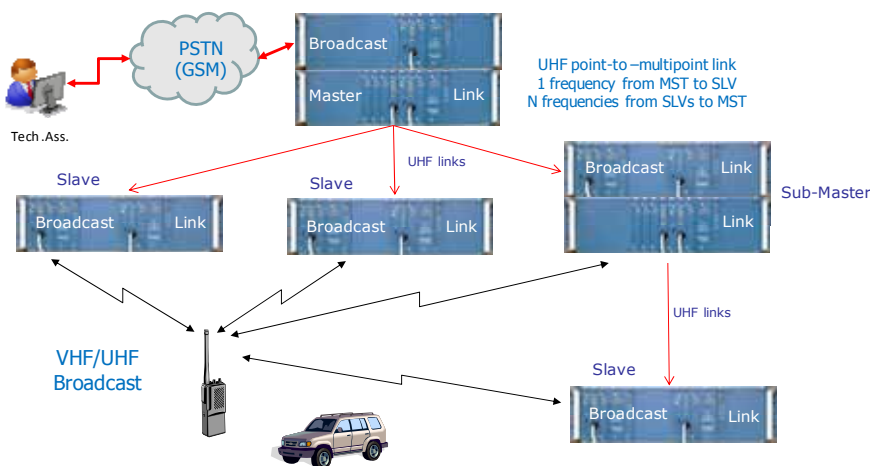 PSTN
(GSM)
Broadcast
Master
Link
UHF point-to –multipoint link
1 frequency from MST to SLV
N frequencies from SLVs to MST
Tech .Ass.
UHF links
Slave
Slave
Broadcast
Link
Sub-Master
Broadcast
Link
Broadcast
Link
Link
UHF links
VHF/UHF
Broadcast
Slave
Broadcast
Link